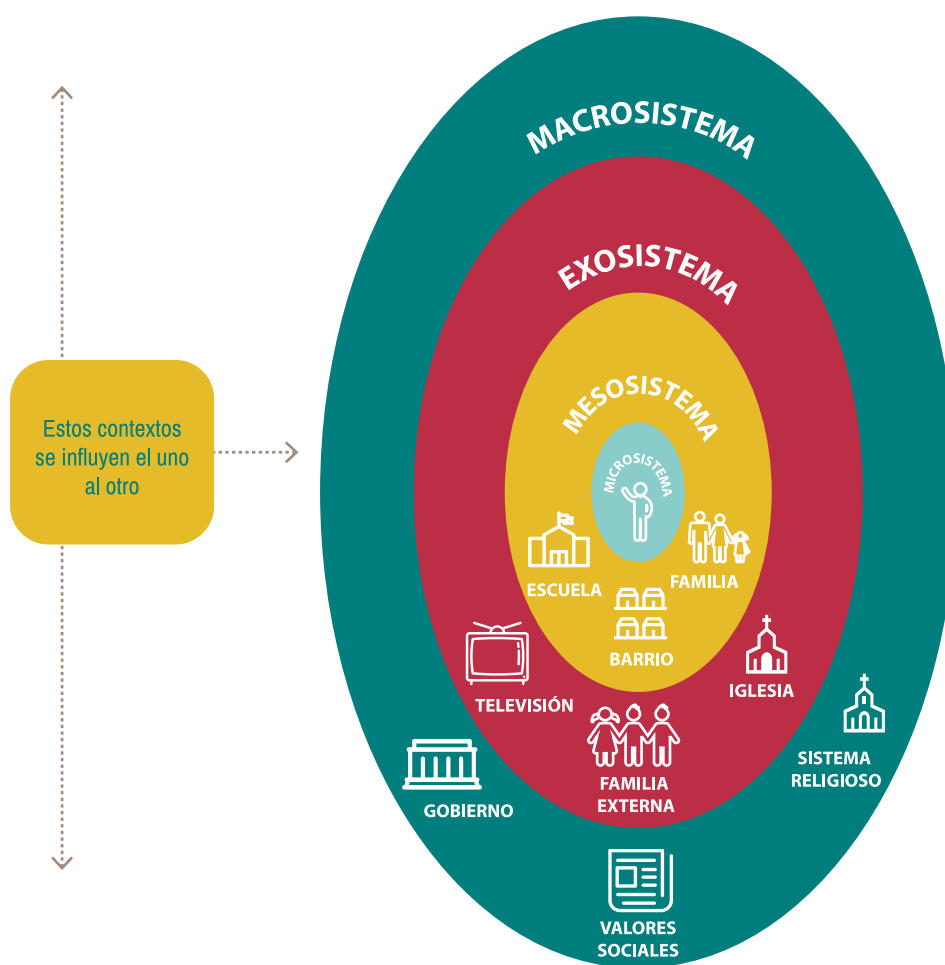 MACROSISTEMA
EXOSISTEMA
MESOSISTEMA
MICROSISTEMA
Estos contextos
se influyen el uno
al otro
ESCUELA
FAMILIA
BARRIO
TELEVISIÓN
IGLESIA
FAMILIA
EXTERNA
GOBIERNO
SISTEMA
RELIGIOSO
VALORES
SOCIALES